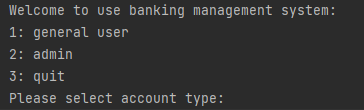 Welcome to use banking management system:
1: general user
2: admin
3: quit
Please select account type: